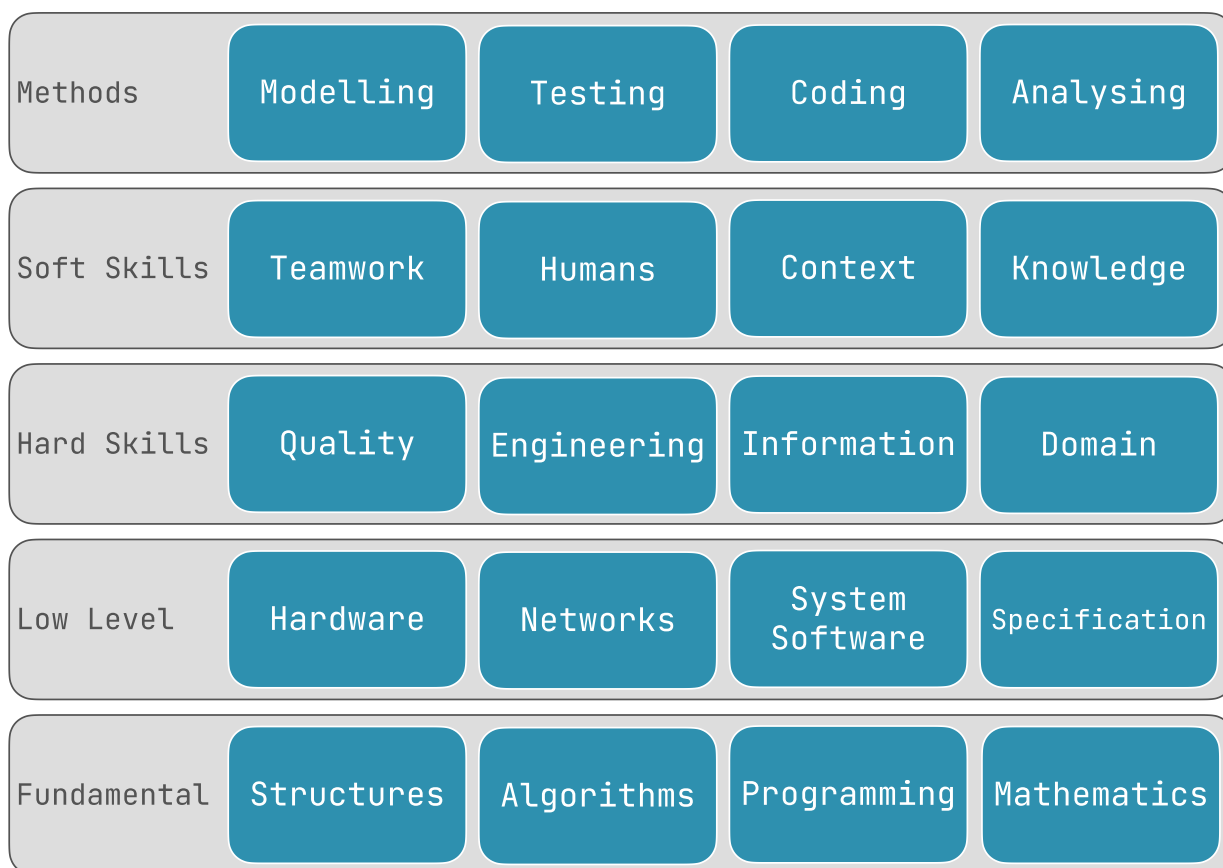 Methods
Modelling
Testing
Coding
Analysing
Soft Skills
Teamwork
Humans
Context
Knowledge
Hard Skills
Quality
Engineering
Information
Domain
Low Level
Hardware
Networks
System
Software
Specification
Fundamental
Structures
Algorithms
Programming
Mathematics